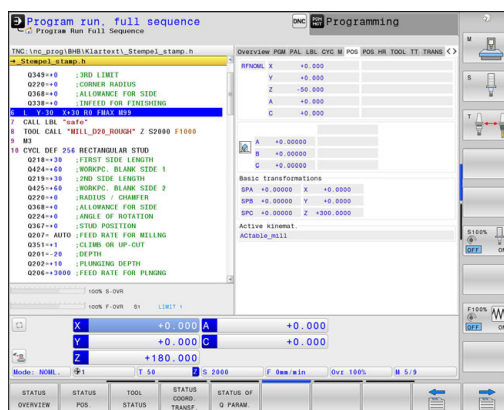 Program run, full sequence
Program Run Full Sequence
DNC
Programming
TNC:\nc_prog\BHB\Klartext\_Stempel_stamp.h
→_Stempel_stamp.h
Q349=+0 ;3RD LIMIT
Q220=+0 ;CORNER RADIUS
Q368=+0 ;ALLOWANCE FOR SIDE
Q338=+0 ;INFEED FOR FINISHING
6 L Y-30 X+30 R0 FMAX M99
7 CALL LBL "safe"
8 TOOL CALL "MILL_D20_ROUGH" Z S2000 F1000
9 M3
10 CYCL DEF 256 RECTANGULAR STUD
Q218=+30 ;FIRST SIDE LENGTH
Q424=+60 ;WORKPC. BLANK SIDE 1
Q219=+30 ;2ND SIDE LENGTH
Q425=+60 ;WORKPC. BLANK SIDE 2
Q220=+0 ;RADIUS / CHAMFER
Q368=+0 ;ALLOWANCE FOR SIDE
Q224=+0 ;ANGLE OF ROTATION
Q367=+0 ;STUD POSITION
Q207= AUTO ;FEED RATE FOR MILLNG
Q351=+1 ;CLIMB OR UP-CUT
Q201=-20 ;DEPTH
Q202=+10 ;PLUNGING DEPTH
Q206=+3000 ;FEED RATE FOR PLNGNG
100% S-OVR
100% F-OVR S1 LIMIT 1
Overview PGM PAL LBL CYC M POS POS HR TOOL TT TRANS
RFNOML X +0.000
Y +0.000
Z -50.000
A +0.000
C +0.000
A +0.00000
B +0.00000
C +0.00000
Basic transformations
SPA +0.00000 X +0.0000
SPB +0.00000 Y +0.0000
SPC +0.00000 Z +300.0000
Active kinemat.
ACtable_mill
X +0.000 A +0.000
Y +0.000 C +0.000
Z +180.000
Mode: NOML. 1 T 50 Z S 2000 F 0mm/min Ovr 100% M 5/9
STATUS OVERVIEW
STATUS POS.
TOOL STATUS
STATUS COORD. TRANSF.
STATUS OF Q PARAM.
M
S
T
S100%
OFF
F100%
OFF